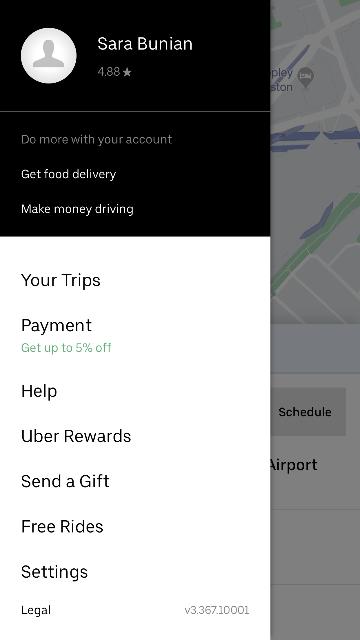 Sara Bunian
4.88★
Do more with your account
Get food delivery
Make money driving
Your Trips
Payment
Get up to 5% off
Help
Uber Rewards
Send a Gift
Free Rides
Settings
Legal
v3.367.10001
pley
ston
Schedule
Airport